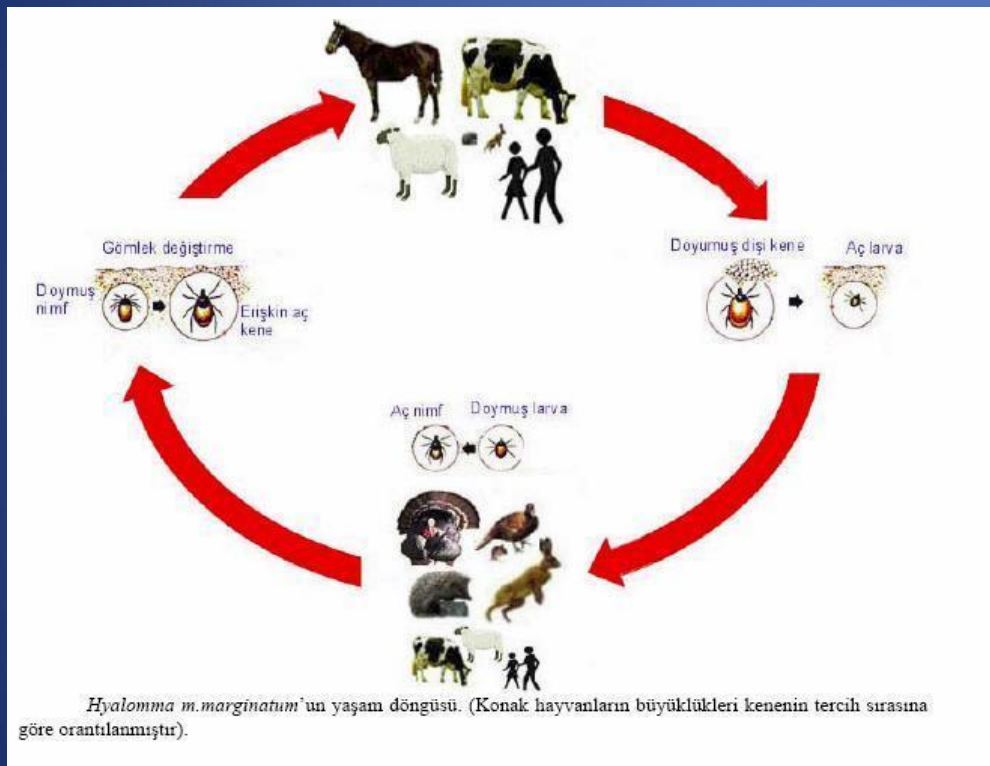 Gömlek değiştirme
Doymuş
nimf
Erişkin aç
kene
Doyumuş dişi kene
Aç larva
Aç nimf
Doymuş larva
Hyalomma m.marginatum'un yaşam döngüsü. (Konak hayvanların büyüklükleri kenenin tercih sırasına
göre orantılanmıştır).